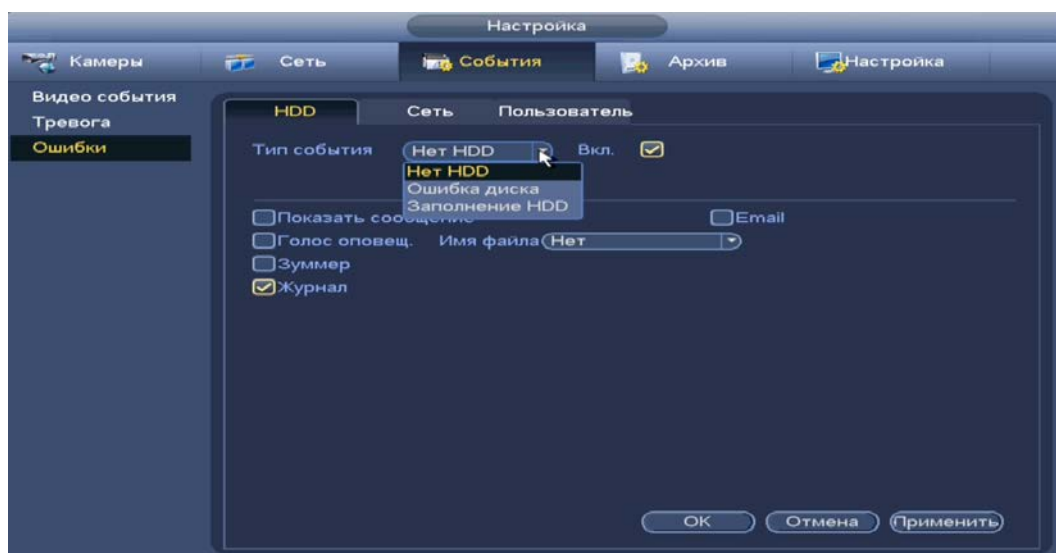 Настройка
Камеры Сеть События Архив Настройка
Видео события
Тревога
Ошибки
HDD Сеть Пользователь
Тип события Нет HDD Вкл.
Нет HDD
Ошибка диска
Заполнение HDD
Показать сообщение Email
Голос оповещ. Имя файла Нет
Зуммер
Журнал
OK Отмена Применить